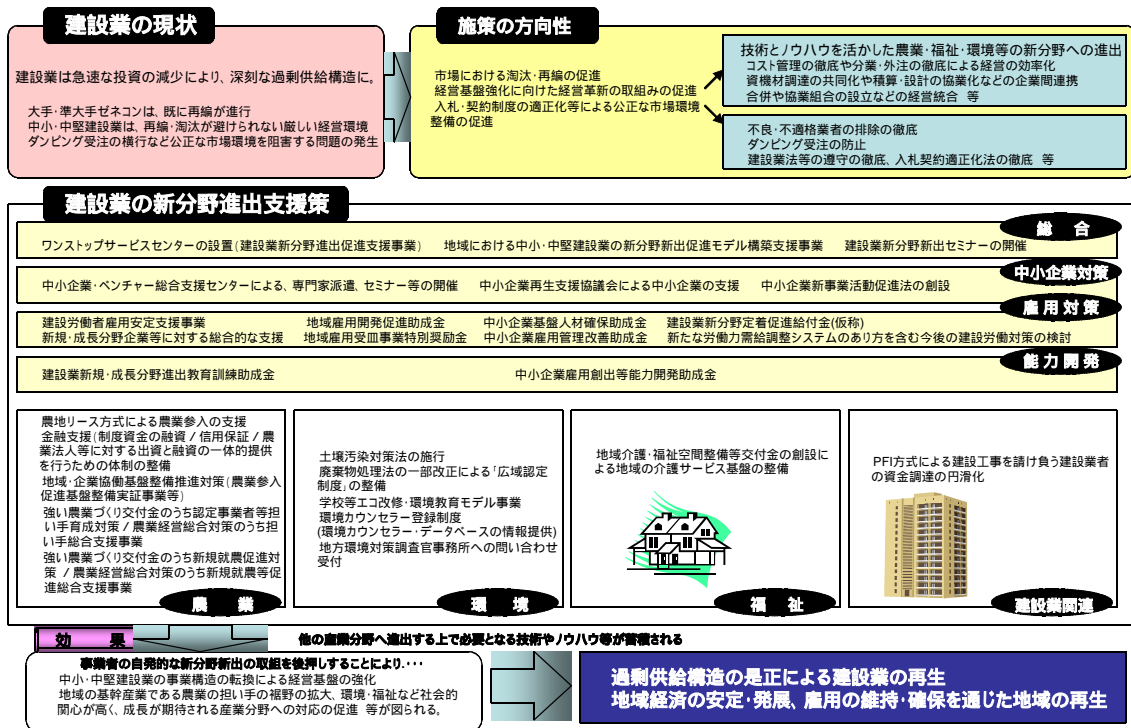 建設業の現状
建設業は急速な投資の減少により、深刻な過剰供給構造に。
大手・準大手ゼネコンは、既に再編が進行
中小・中堅建設業は、再編・淘汰が避けられない厳しい経営環境
ダンピング受注の横行など公正な市場環境を阻害する問題の発生
施策の方向性
市場における淘汰・再編の促進
経営基盤強化に向けた経営革新の取組みの促進
入札・契約制度の適正化等による公正な市場環境
整備の促進
技術とノウハウを活かした農業・福祉・環境等の新分野への進出
コスト管理の徹底や分業・外注の徹底による経営の効率化
資機材調達の共同化や積算・設計の協業化などの企業間連携
合併や協業組合の設立などの経営統合 等
不良・不適格業者の排除の徹底
ダンピング受注の防止
建設業法等の遵守の徹底、入札契約適正化法の徹底 等
建設業の新分野進出支援策
総 合
ワンストップサービスセンターの設置(建設業新分野進出促進支援事業) 地域における中小・中堅建設業の新分野新出促進モデル構築支援事業 建設業新分野新出セミナーの開催
中小企業対策
中小企業・ベンチャー総合支援センターによる、専門家派遣、セミナー等の開催 中小企業再生支援協議会による中小企業の支援 中小企業新事業活動促進法の創設
雇用対策
建設労働者雇用安定支援事業 地域雇用開発促進助成金 中小企業基盤人材確保助成金 建設業新分野定着促進給付金(仮称)
新規・成長分野企業等に対する総合的な支援 地域雇用受皿事業特別奨励金 中小企業雇用管理改善助成金 新たな労働力需給調整システムのあり方を含む今後の建設労働対策の検討
能力開発
建設業新規・成長分野進出教育訓練助成金 中小企業雇用創出等能力開発助成金
農地リース方式による農業参入の支援
金融支援(制度資金の融資/信用保証/農
業法人等に対する出資と融資の一体的提供
を行うための体制の整備
地域・企業協働基盤整備推進対策(農業参入
促進基盤整備実証事業等)
強い農業づくり交付金のうち認定事業者等担
い手育成対策/農業経営総合対策のうち担
い手総合支援事業
強い農業づくり交付金のうち新規就農促進対
策 /農業経営総合対策のうち新規就農等促
進総合支援事業
農 業
土壌汚染対策法の施行
廃棄物処理法の一部改正による「広域認定
制度」の整備
学校等エコ改修・環境教育モデル事業
環境カウンセラー登録制度
(環境カウンセラー・データベースの情報提供)
地方環境対策調査官事務所への問い合わせ
受付
環 境
地域介護・福祉空間整備等交付金の創設に
よる地域の介護サービス基盤の整備
福 祉
PFI方式による建設工事を請け負う建設業者
の資金調達の円滑化
建設業関連
効 果
他の産業分野へ進出する上で必要となる技術やノウハウ等が蓄積される
事業者の自発的な新分野新出の取組を後押しすることにより‥‥
中小・中堅建設業の事業構造の転換による経営基盤の強化
地域の基幹産業である農業の担い手の裾野の拡大、環境・福祉など社会的
関心が高く、成長が期待される産業分野への対応の促進 等が図られる。
過剰供給構造の是正による建設業の再生
地域経済の安定・発展、雇用の維持・確保を通じた地域の再生